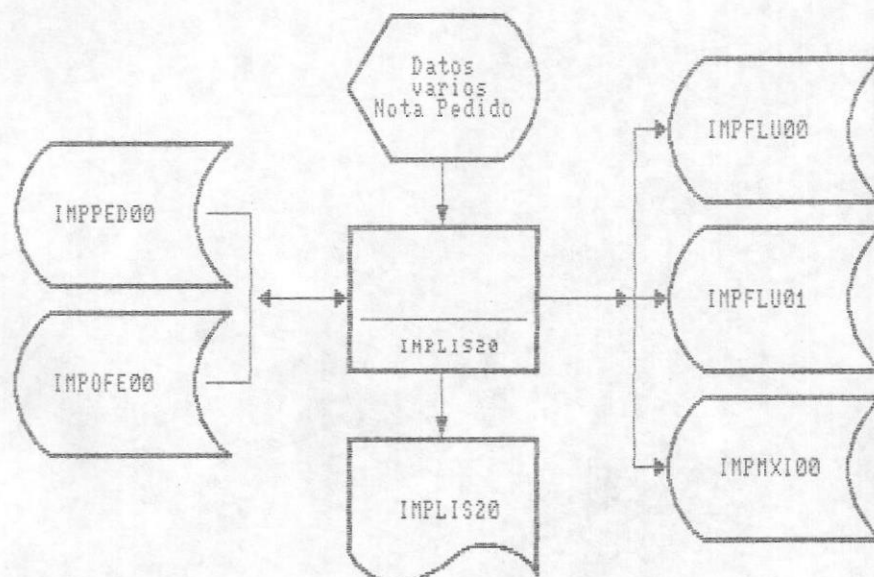 Datos
varios
Nota Pedido
IMPFLU00
IMPPED00
IMPFLU01
IMPLIS20
IMPOFE00
IMPMXI00
IMPLIS20